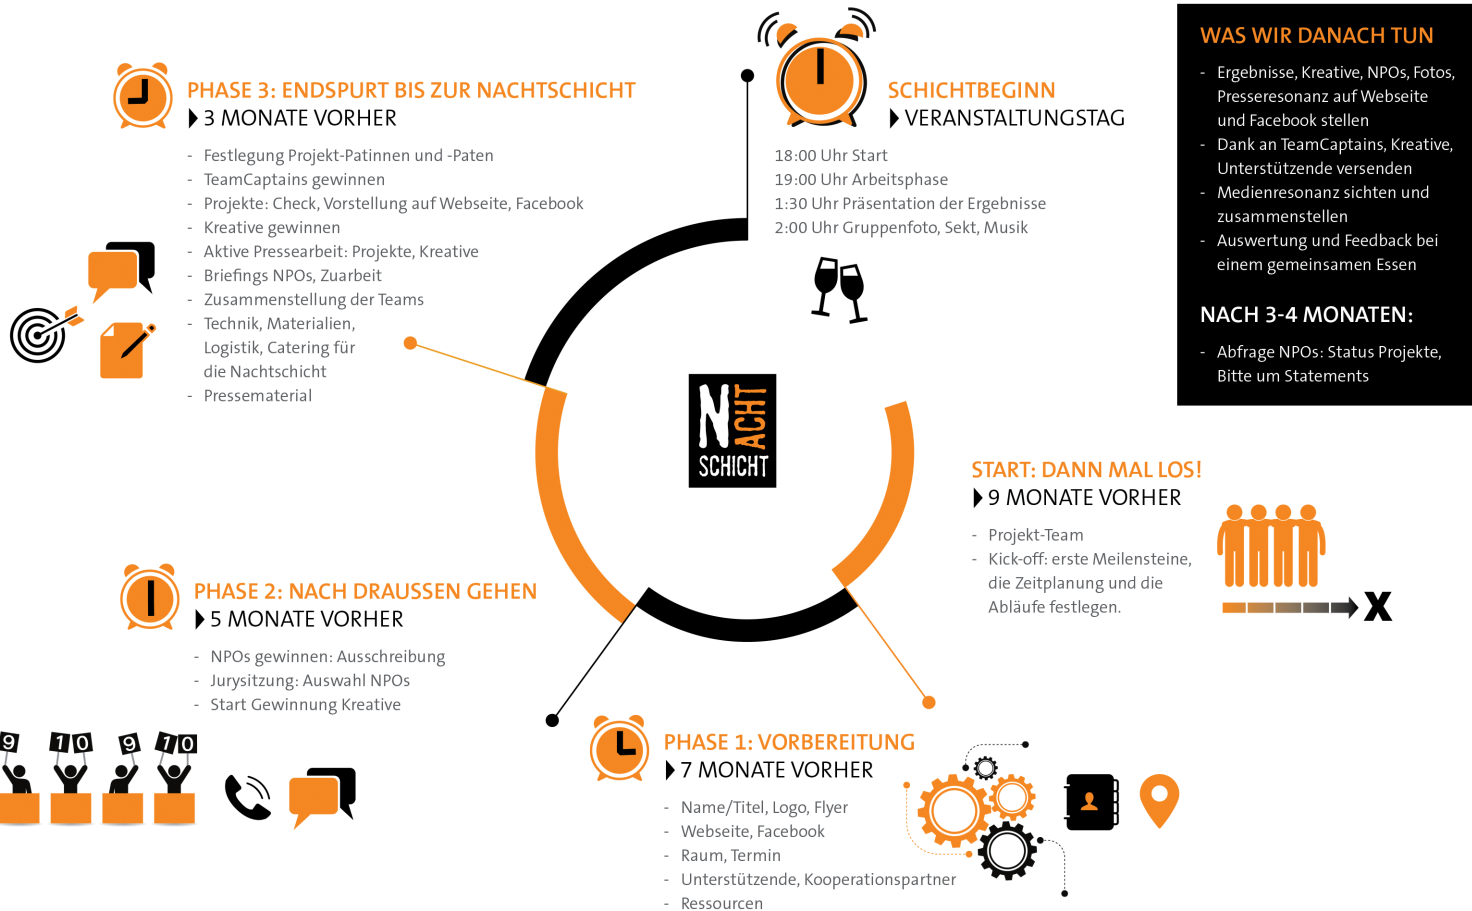 PHASE 3: ENDSPURT BIS ZUR NACHTSCHICHT
3 MONATE VORHER
- Festlegung Projekt-Patinnen und -Paten
- TeamCaptains gewinnen
- Projekte: Check, Vorstellung auf Webseite, Facebook
- Kreative gewinnen
- Aktive Pressearbeit: Projekte, Kreative
- Briefings NPOs, Zuarbeit
- Zusammenstellung der Teams
- Technik, Materialien,
Logistik, Catering für
die Nachtschicht
- Pressematerial
SCHICHTBEGINN
VERANSTALTUNGSTAG
18:00 Uhr Start
19:00 Uhr Arbeitsphase
1:30 Uhr Präsentation der Ergebnisse
2:00 Uhr Gruppenfoto, Sekt, Musik
WAS WIR DANACH TUN
- Ergebnisse, Kreative, NPOs, Fotos,
Presseresonanz auf Webseite
und Facebook stellen
- Dank an TeamCaptains, Kreative,
Unterstützende versenden
- Medienresonanz sichten und
zusammenstellen
- Auswertung und Feedback bei
einem gemeinsamen Essen
NACH 3-4 MONATEN:
- Abfrage NPOs: Status Projekte,
Bitte um Statements
NACHT
SCHICHT
START: DANN MAL LOS!
9 MONATE VORHER
- Projekt-Team
- Kick-off: erste Meilensteine,
die Zeitplanung und die
Abläufe festlegen.
X
PHASE 2: NACH DRAUSSEN GEHEN
5 MONATE VORHER
- NPOs gewinnen: Ausschreibung
- Jurysitzung: Auswahl NPOs
- Start Gewinnung Kreative
9 10 9 10
PHASE 1: VORBEREITUNG
7 MONATE VORHER
- Name/Titel, Logo, Flyer
- Webseite, Facebook
- Raum, Termin
- Unterstützende, Kooperationspartner
- Ressourcen